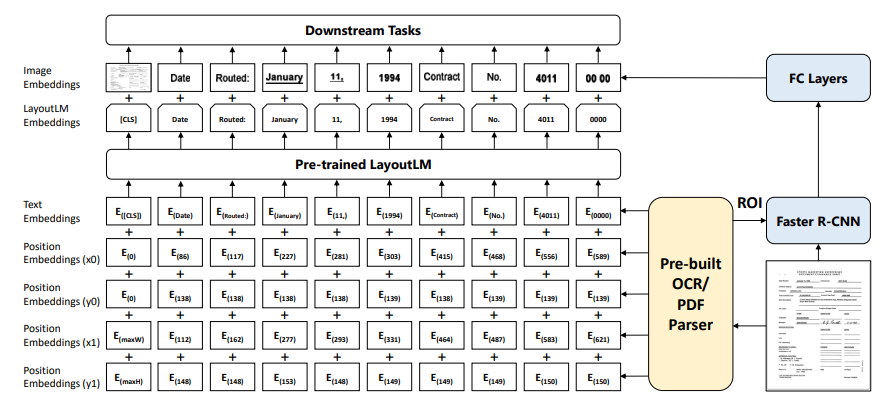 Downstream Tasks
Image Embeddings
Date Routed: January 11, 1994 Contract No. 4011 00 00
FC Layers
+ + + + + + + + + +
LayoutLM Embeddings
[CLS] Date Routed: January 11, 1994 Contract No. 4011 0000
Pre-trained LayoutLM
Text Embeddings
E([CLS]) E(Date) E(Routed:) E(January) E(11,) E(1994) E(Contract) E(No.) E(4011) E(0000)
ROI
Faster R-CNN
+ + + + + + + + + +
Position Embeddings (x0)
E(0) E(86) E(117) E(227) E(281) E(303) E(415) E(468) E(556) E(589)
+ + + + + + + + + +
Position Embeddings (y0)
E(0) E(138) E(138) E(138) E(138) E(139) E(138) E(139) E(139) E(139)
Pre-built OCR/ PDF Parser
+ + + + + + + + + +
Position Embeddings (x1)
E(maxW) E(112) E(162) E(277) E(293) E(331) E(464) E(487) E(583) E(621)
+ + + + + + + + + +
Position Embeddings (y1)
E(maxH) E(148) E(148) E(153) E(148) E(149) E(149) E(149) E(150) E(150)